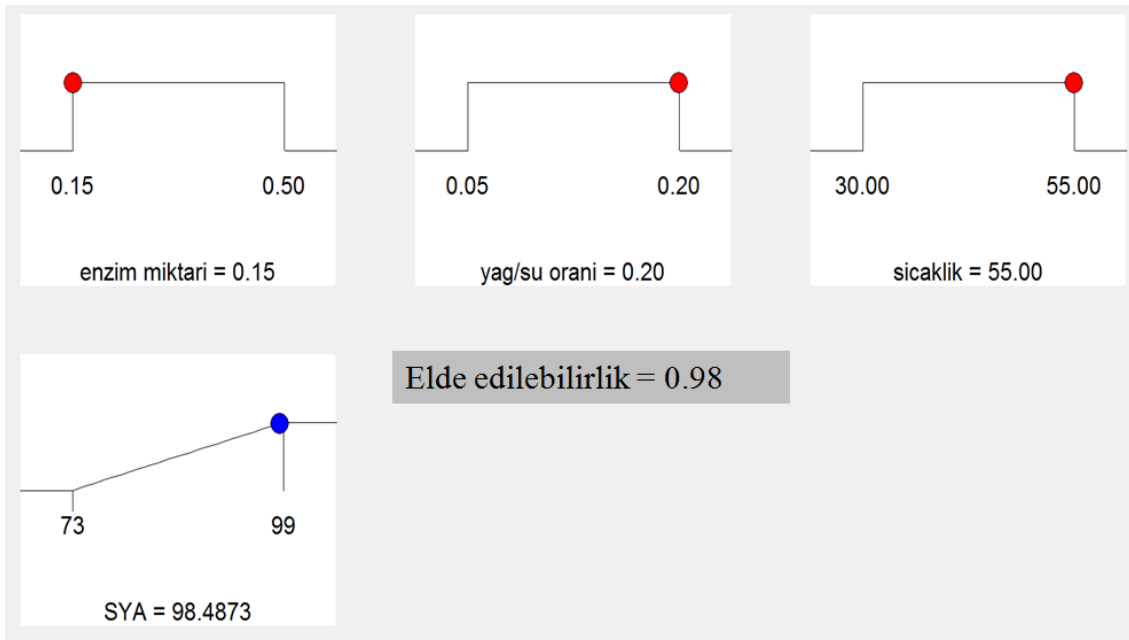 0.15 0.50
enzim miktari = 0.15
0.05 0.20
yag/su orani = 0.20
30.00 55.00
sicaklik = 55.00
73 99
SYA = 98.4873
Elde edilebilirlik = 0.98